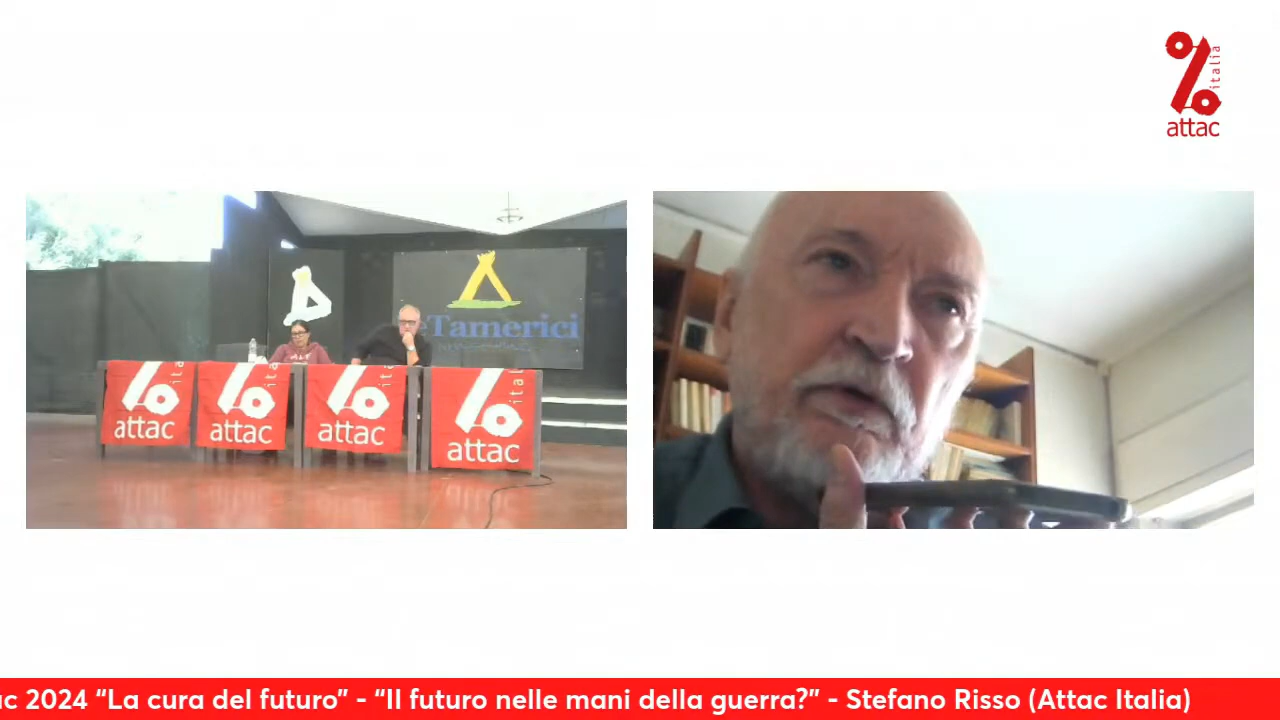 italia
attac
eTamerici
attac
attac
attac
attac
ac 2024 “La cura del futuro” - “Il futuro nelle mani della guerra?” - Stefano Risso (Attac Italia)